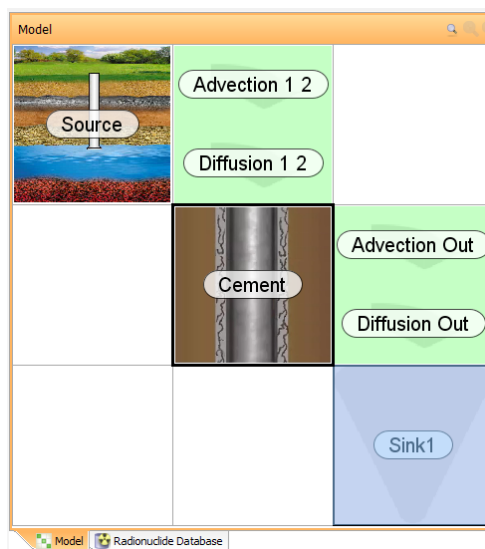 Model
Advection 1 2
Source
Diffusion 1 2
Advection Out
Cement
Diffusion Out
Sink1
Model
Radionuclide Database